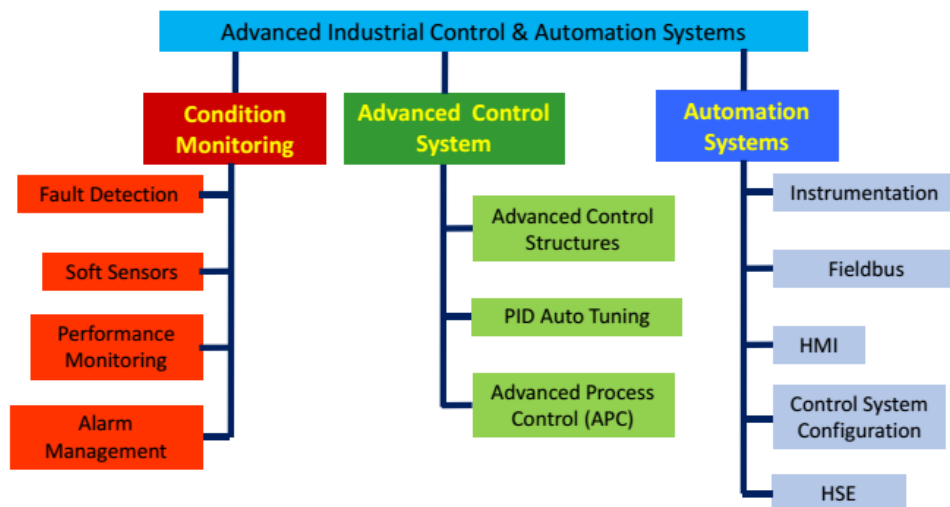 Advanced Industrial Control & Automation Systems
Condition
Monitoring
Fault Detection
Soft Sensors
Performance
Monitoring
Alarm
Management
Advanced Control
System
Advanced Control
Structures
PID Auto Tuning
Advanced Process
Control (APC)
Automation
Systems
Instrumentation
Fieldbus
HMI
Control System
Configuration
HSE